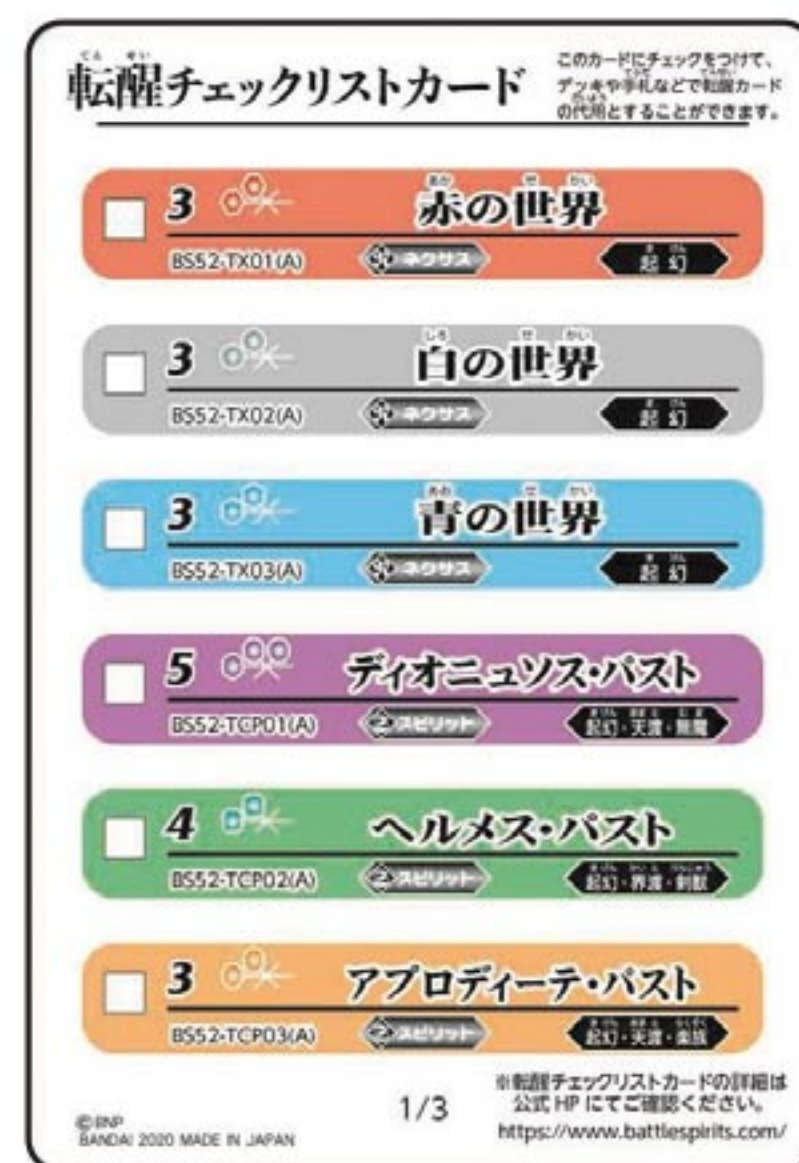 転醒チェックリストカード
このカードにチェックをつけて、
デッキや手札などで転醒カード
の代用とすることができます。
3 赤の世界
BS52-TX01(A) ネクサス 起幻
3 白の世界
BS52-TX02(A) ネクサス 起幻
3 青の世界
BS52-TX03(A) ネクサス 起幻
5 ディオニュソス・パスト
BS52-TCP01(A) スピリット 起幻・天渡・無魔
4 ヘルメス・パスト
BS52-TCP02(A) スピリット 起幻・界渡・剣獣
3 アプロディーテ・パスト
BS52-TCP03(A) スピリット 起幻・天渡・楽族
※転醒チェックリストカードの詳細は
公式 HP にてご確認ください。
1/3
https://www.battlespirits.com/
©BNP
BANDAI 2020 MADE IN JAPAN